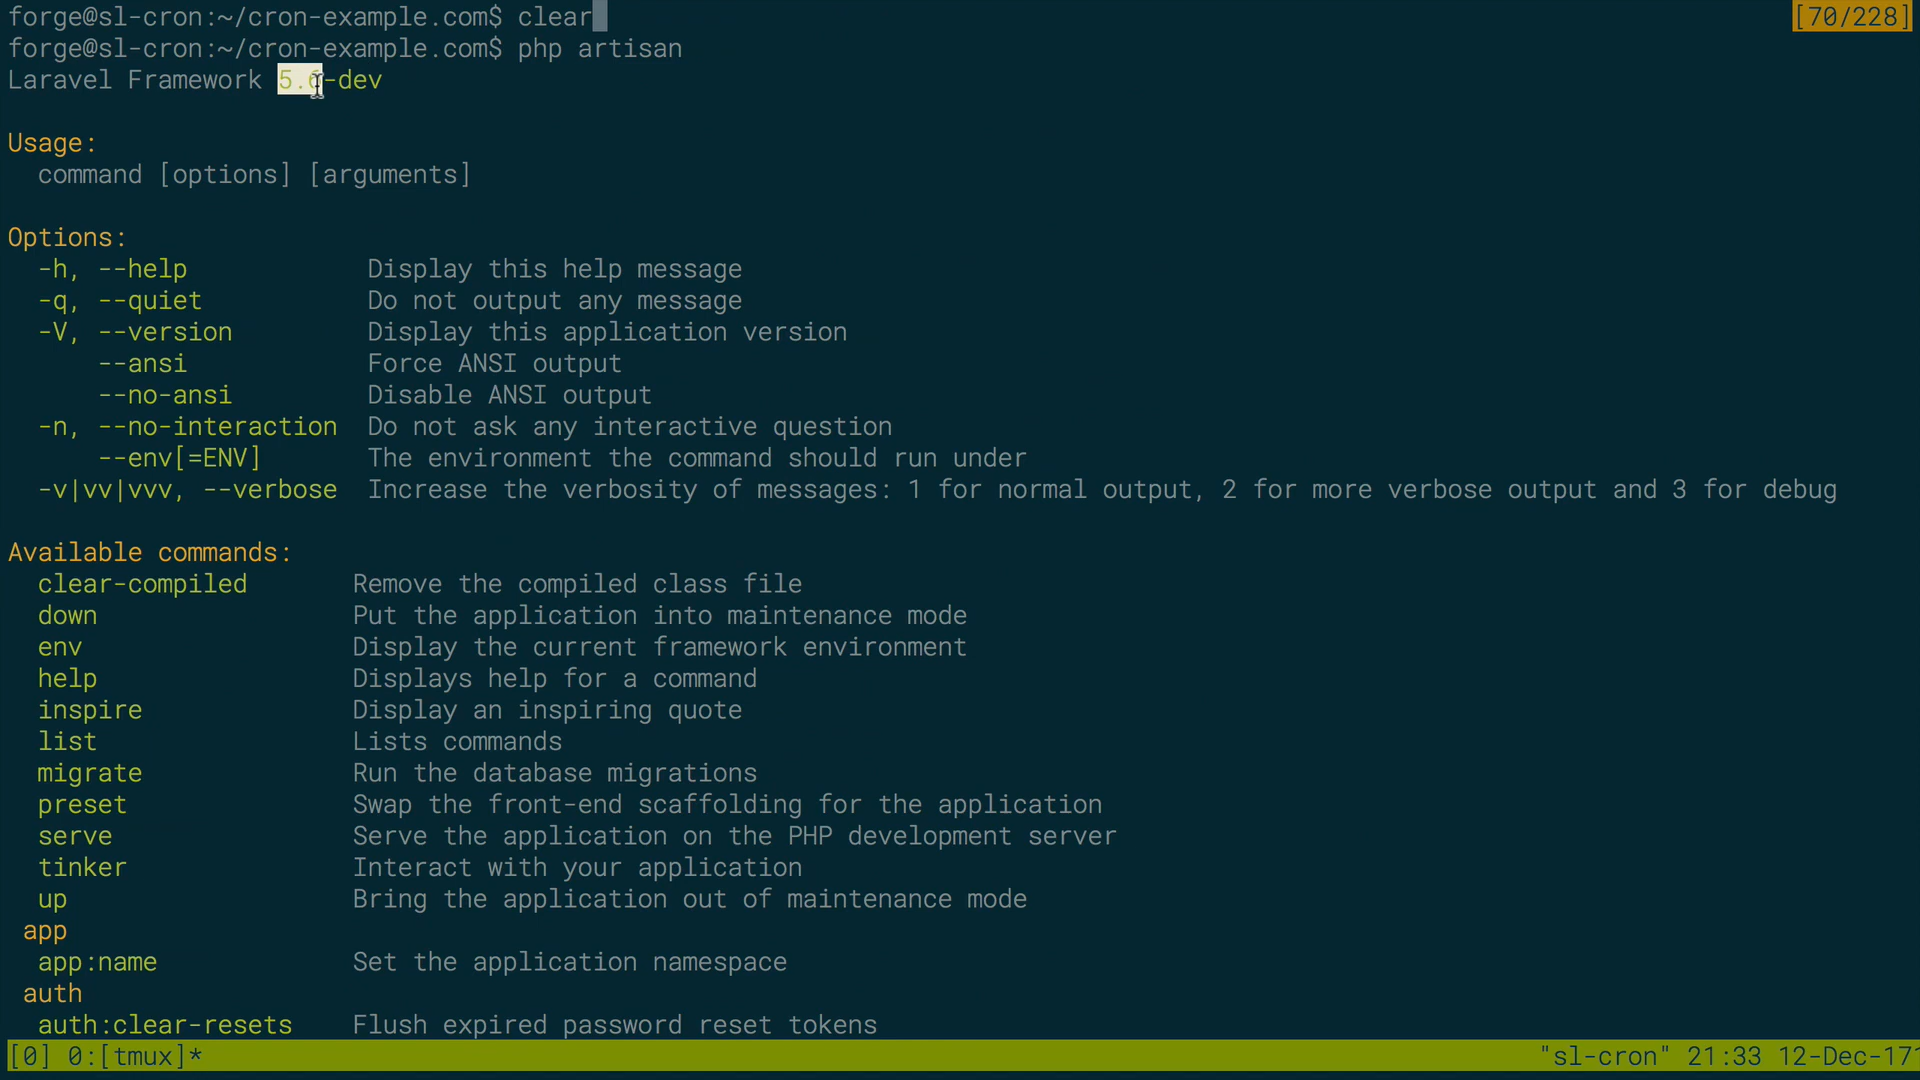 forge@sl-cron:~/cron-example.com$ clear [70/228]
forge@sl-cron:~/cron-example.com$ php artisan
Laravel Framework 5.6-dev
Usage:
command [options] [arguments]
Options:
-h, --help Display this help message
-q, --quiet Do not output any message
-V, --version Display this application version
--ansi Force ANSI output
--no-ansi Disable ANSI output
-n, --no-interaction Do not ask any interactive question
--env[=ENV] The environment the command should run under
-v|vv|vvv, --verbose Increase the verbosity of messages: 1 for normal output, 2 for more verbose output and 3 for debug
Available commands:
clear-compiled Remove the compiled class file
down Put the application into maintenance mode
env Display the current framework environment
help Displays help for a command
inspire Display an inspiring quote
list Lists commands
migrate Run the database migrations
preset Swap the front-end scaffolding for the application
serve Serve the application on the PHP development server
tinker Interact with your application
up Bring the application out of maintenance mode
app
app:name Set the application namespace
auth
auth:clear-resets Flush expired password reset tokens
[0] 0:[tmux]* "sl-cron" 21:33 12-Dec-17